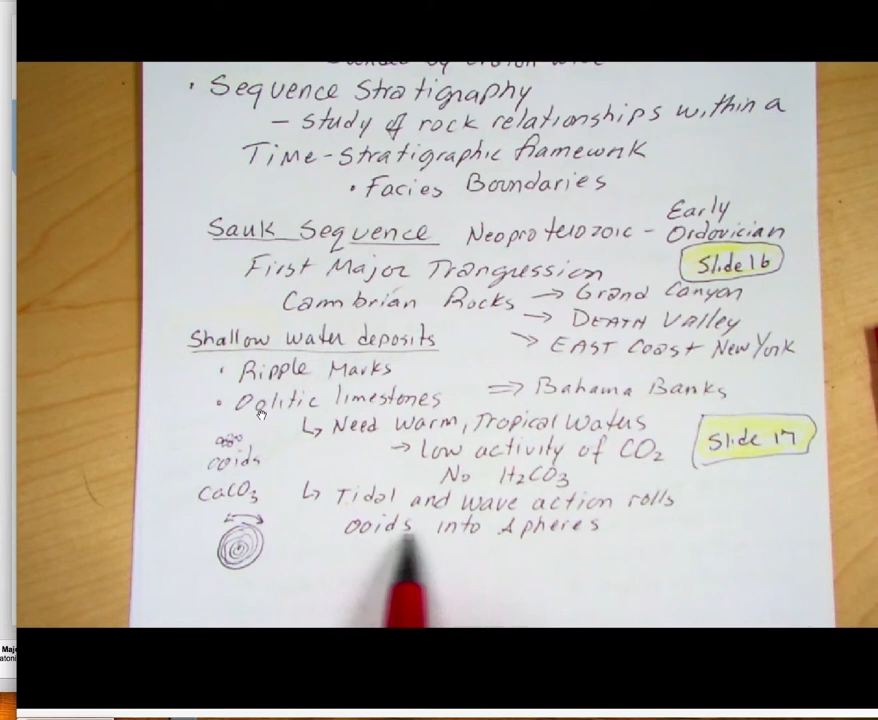 • Sequence Stratigraphy
- Study of rock relationships within a
Time-Stratigraphic framework
• Facies Boundaries
Sauk Sequence Neoproterozoic - Early Ordovician
Slide 16
First Major Trangression
Cambrian Rocks → Grand Canyon
→ DEATH Valley
→ EAST Coast New York
Shallow water deposits
• Ripple Marks
• Oolitic limestones ⇒ Bahama Banks
↳ Need warm, Tropical Waters
→ Low activity of CO2
No H2CO3
Slide 17
ooids
CaCO3
↳ Tidal and wave action rolls
ooids into spheres
Maj